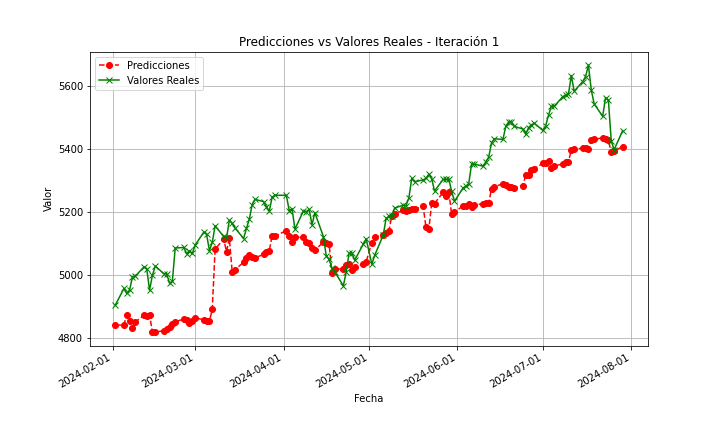 Predicciones vs Valores Reales - Iteración 1
Predicciones
Valores Reales
Valor
5600
5400
5200
5000
4800
2024-02-01
2024-03-01
2024-04-01
2024-05-01
2024-06-01
2024-07-01
2024-08-01
Fecha